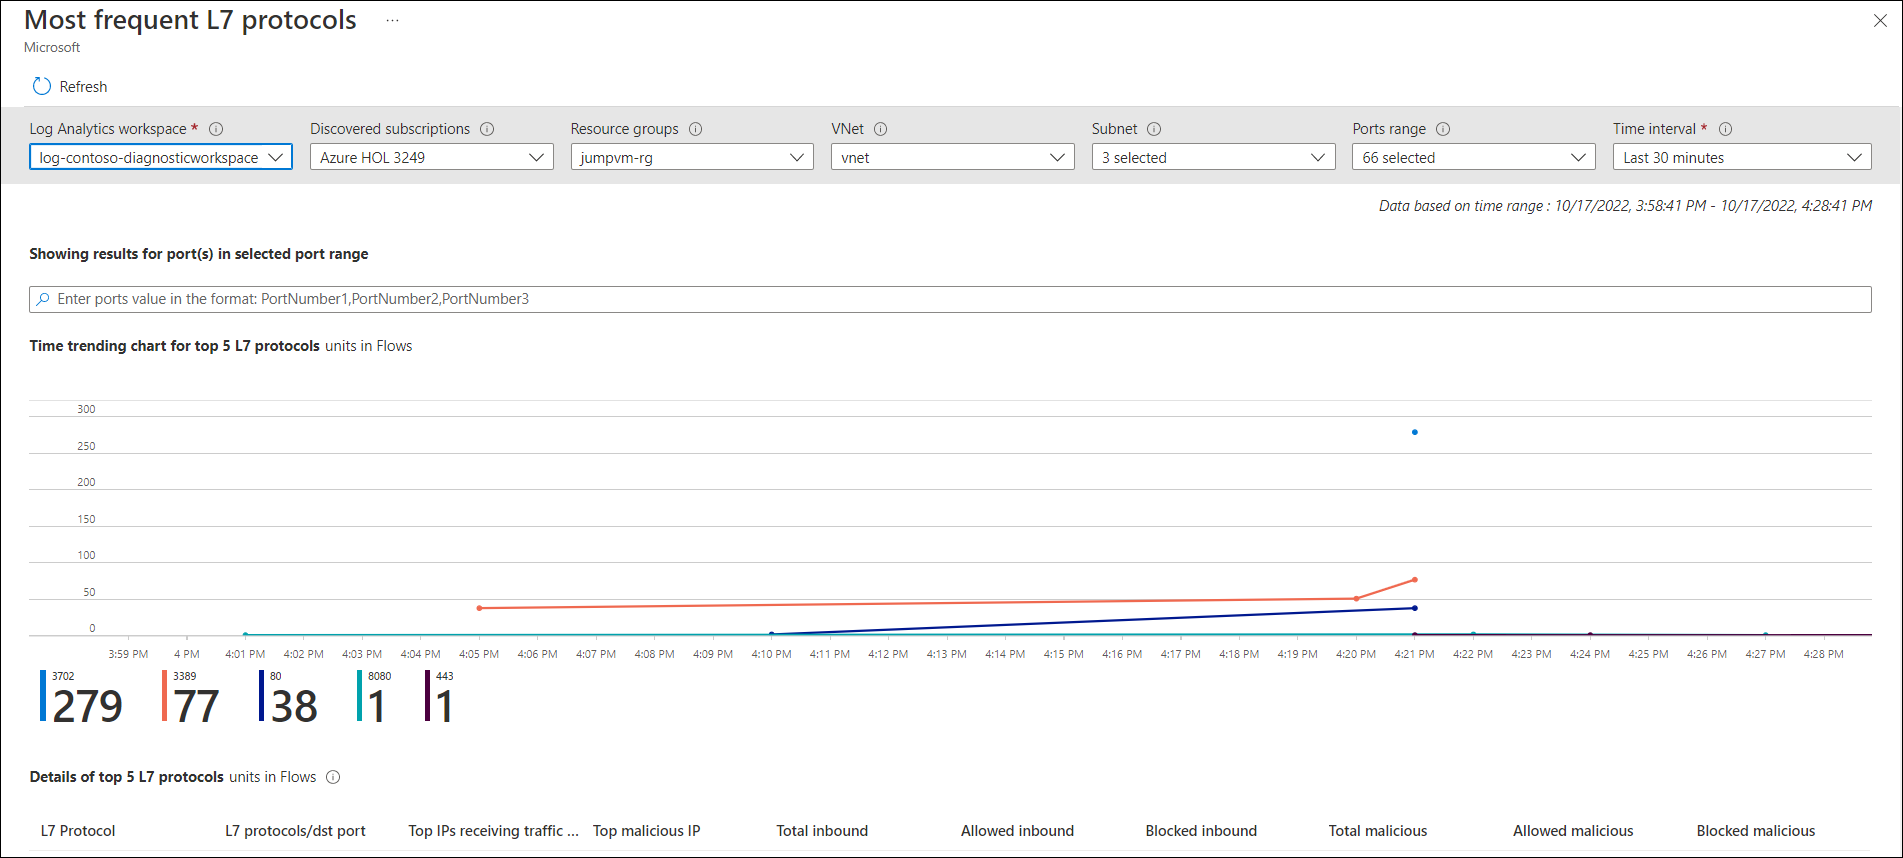 Most frequent L7 protocols ...
Microsoft
Refresh
Log Analytics workspace * Discovered subscriptions Resource groups VNet Subnet Ports range Time interval *
log-contoso-diagnosticworkspace Azure HOL 3249 jumpvm-rg vnet 3 selected 66 selected Last 30 minutes
Data based on time range : 10/17/2022, 3:58:41 PM - 10/17/2022, 4:28:41 PM
Showing results for port(s) in selected port range
Enter ports value in the format: PortNumber1,PortNumber2,PortNumber3
Time trending chart for top 5 L7 protocols units in Flows
300
250
200
150
100
50
0
3:59 PM 4 PM 4:01 PM 4:02 PM 4:03 PM 4:04 PM 4:05 PM 4:06 PM 4:07 PM 4:08 PM 4:09 PM 4:10 PM 4:11 PM 4:12 PM 4:13 PM 4:14 PM 4:15 PM 4:16 PM 4:17 PM 4:18 PM 4:19 PM 4:20 PM 4:21 PM 4:22 PM 4:23 PM 4:24 PM 4:25 PM 4:26 PM 4:27 PM 4:28 PM
3702 3389 80 8080 443
279 77 38 1 1
Details of top 5 L7 protocols units in Flows
L7 Protocol L7 protocols/dst port Top IPs receiving traffic ... Top malicious IP Total inbound Allowed inbound Blocked inbound Total malicious Allowed malicious Blocked malicious